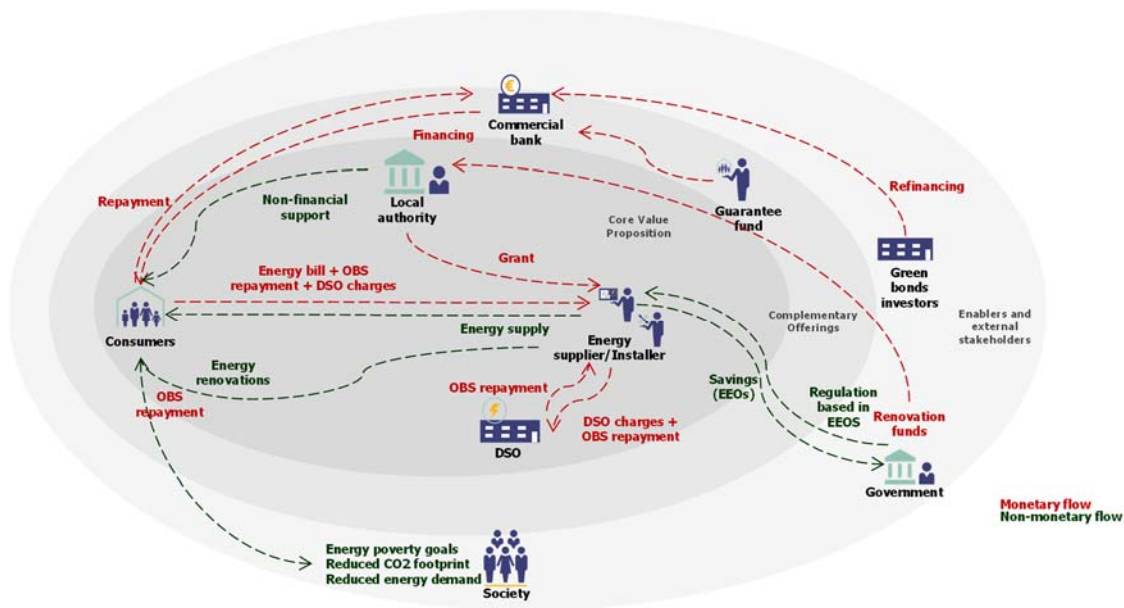 Commercial
bank
Financing
Repayment
Non-financial
support
Local
authority
Guarantee
fund
Refinancing
Core Value
Proposition
Grant
Green
bonds
investors
Energy bill + OBS
repayment + DSO charges
Complementary
Offerings
Enablers and
external
stakeholders
Consumers
Energy supply
Energy
supplier/Installer
Energy
renovations
OBS
repayment
OBS repayment
Savings
(EEOs)
Regulation
based in
EEOS
Renovation
funds
DSO charges +
OBS repayment
DSO
Government
Monetary flow
Non-monetary flow
Energy poverty goals
Reduced CO2 footprint
Reduced energy demand
Society